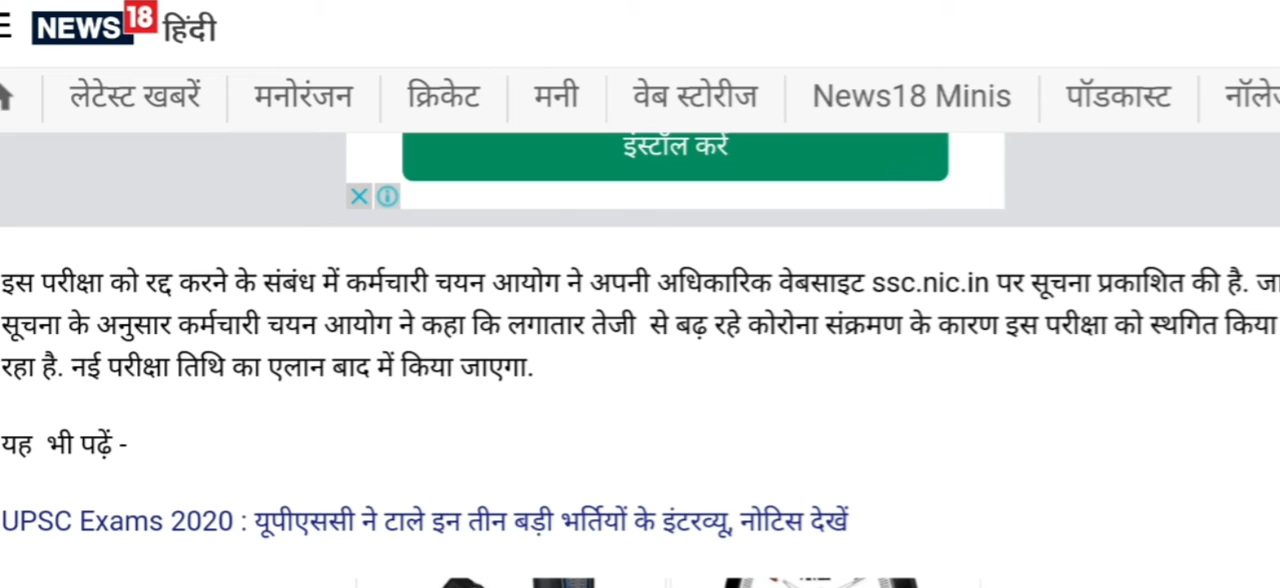 NEWS18 हिंदी
लेटेस्ट खबरें मनोरंजन क्रिकेट मनी वेब स्टोरीज News18 Minis पॉडकास्ट
इंस्टॉल करें
इस परीक्षा को रद्द करने के संबंध में कर्मचारी चयन आयोग ने अपनी अधिकारिक वेबसाइट ssc.nic.in पर सूचना प्रकाशित की है.
सूचना के अनुसार कर्मचारी चयन आयोग ने कहा कि लगातार तेजी से बढ़ रहे कोरोना संक्रमण के कारण इस परीक्षा को स्थगित किया
रहा है. नई परीक्षा तिथि का एलान बाद में किया जाएगा.
यह भी पढ़ें -
UPSC Exams 2020 : यूपीएससी ने टाले इन तीन बड़ी भर्तियों के इंटरव्यू, नोटिस देखें